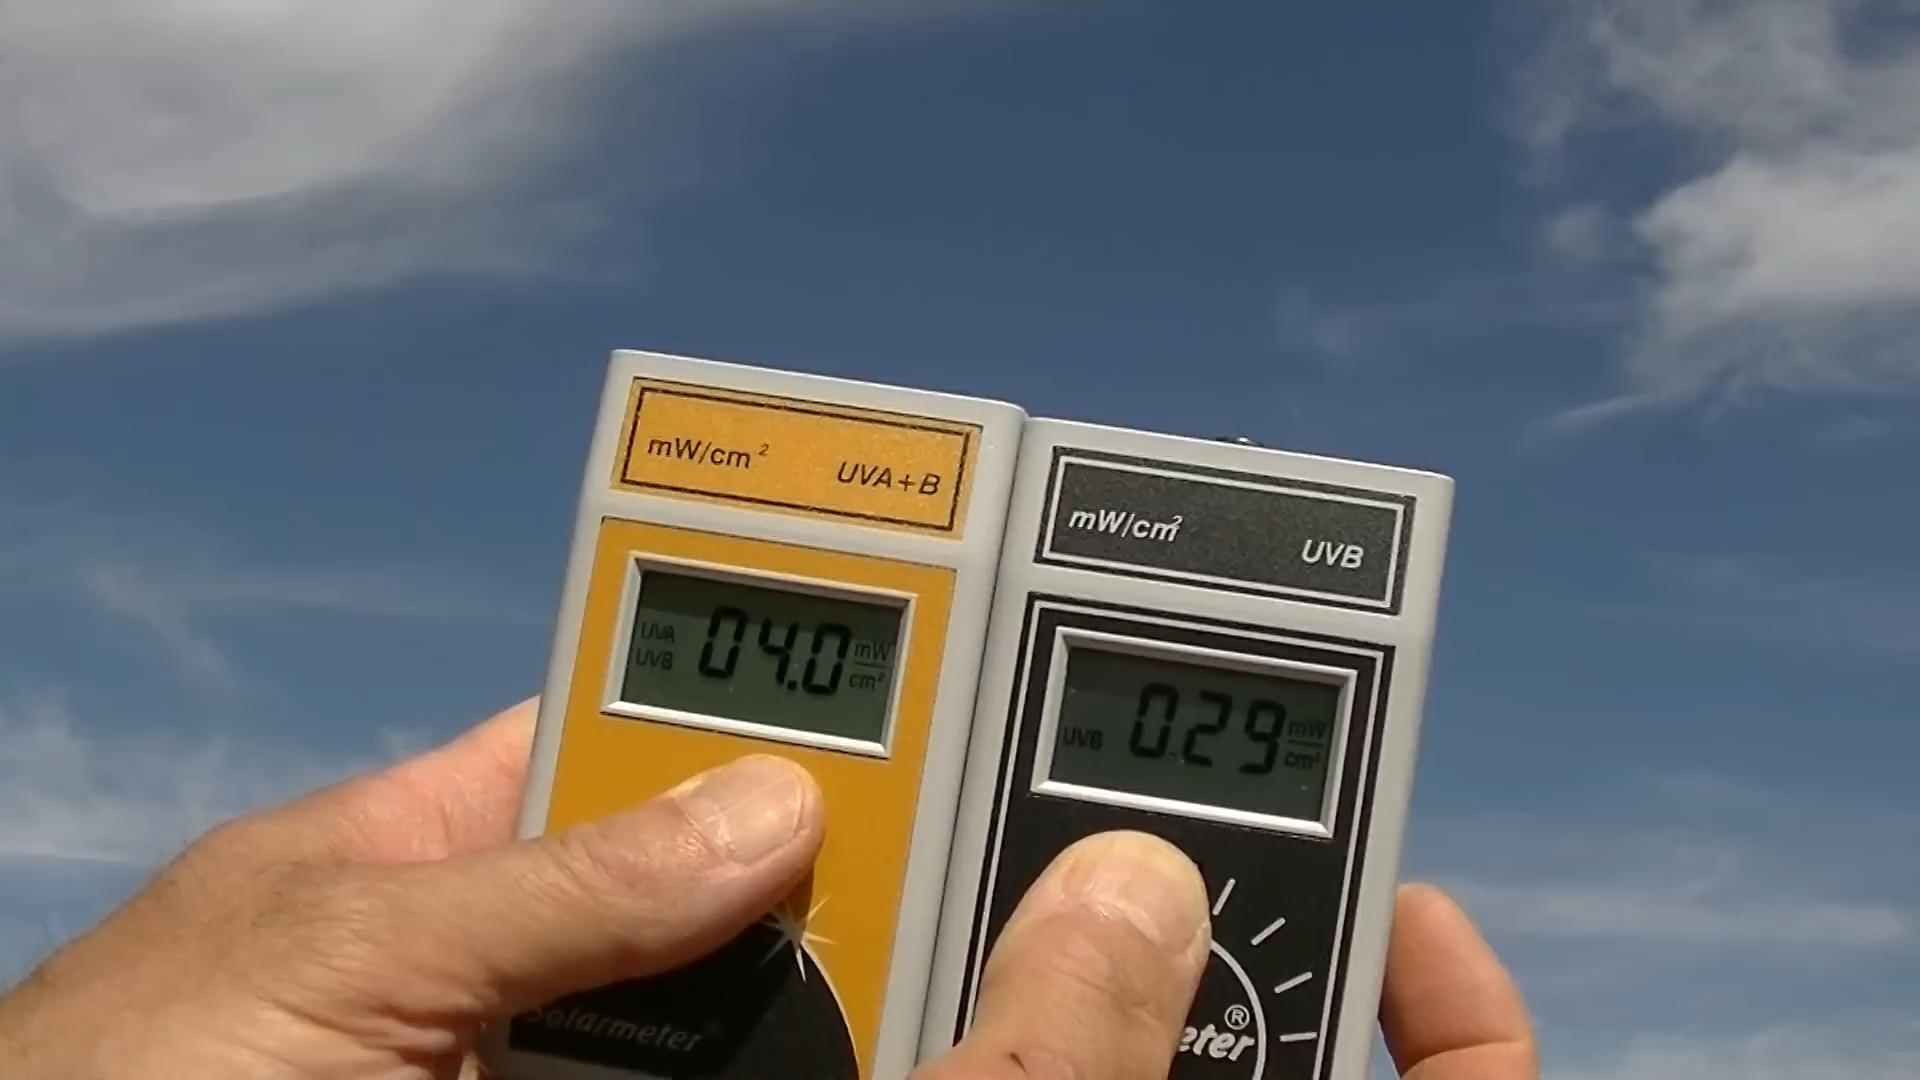 mW/cm²
UVA+B
UVA
UVB
04.0
mW
cm²
Solarmeter
mW/cm²
UVB
UVB
0.29
mW
cm²
eter®